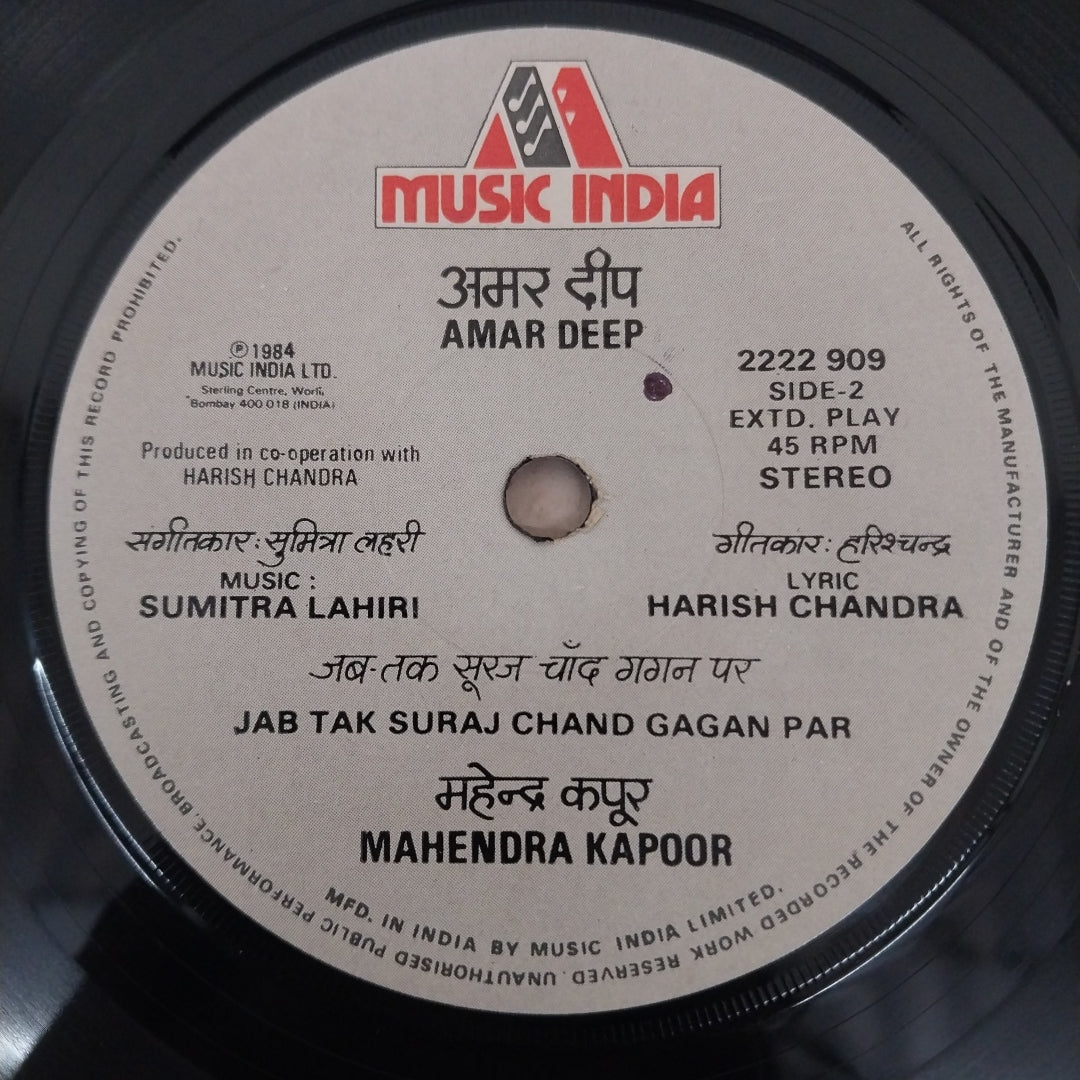 MUSIC INDIA
अमर दीप
AMAR DEEP
℗ 1984
MUSIC INDIA LTD.
Sterling Centre, Worli,
Bombay 400 018 (INDIA)
2222 909
SIDE-2
EXTD. PLAY
45 RPM
STEREO
Produced in co-operation with
HARISH CHANDRA
संगीतकार: सुमित्रा लहरी
MUSIC :
SUMITRA LAHIRI
गीतकार: हरिश्चन्द्र
LYRIC
HARISH CHANDRA
जब-तक सूरज चाँद गगन पर
JAB TAK SURAJ CHAND GAGAN PAR
महेन्द्र कपूर
MAHENDRA KAPOOR
MFD. IN INDIA BY MUSIC INDIA LIMITED.
ALL RIGHTS OF THE MANUFACTURER AND OF THE OWNER OF THE RECORDED WORK RESERVED. UNAUTHORISED PUBLIC PERFORMANCE, BROADCASTING AND COPYING OF THIS RECORD PROHIBITED.